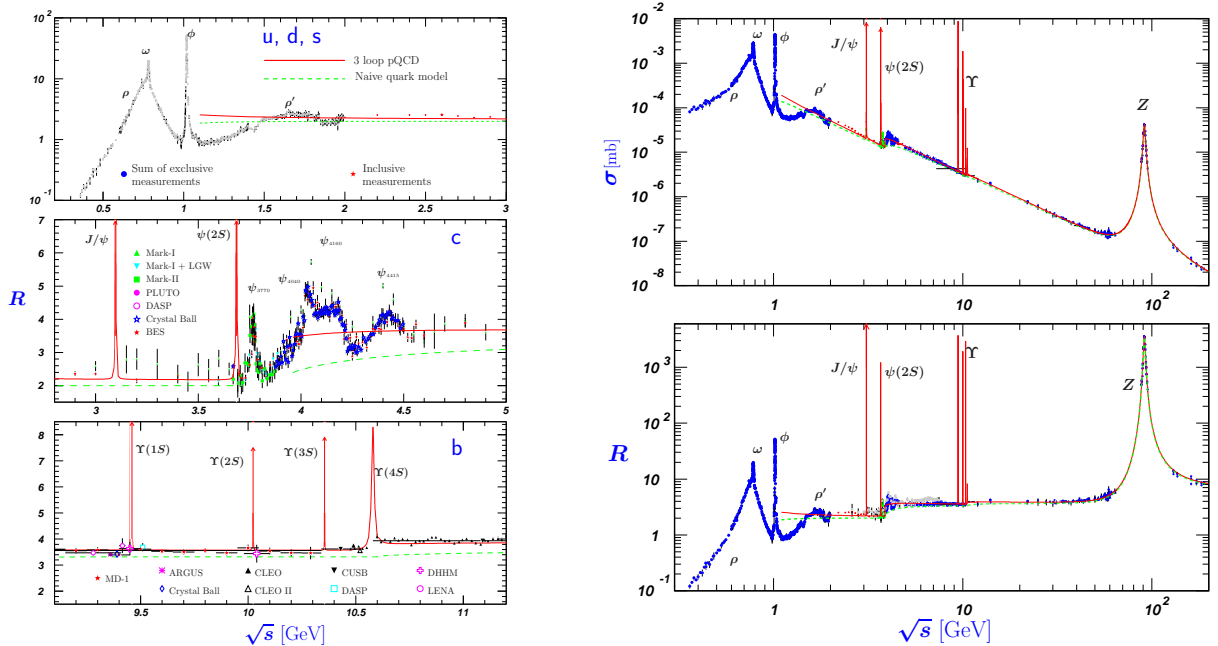 u, d, s
ω
ϕ
ρ
ρ′
3 loop pQCD
Naive quark model
Sum of exclusive
measurements
Inclusive
measurements
10²
10
1
10⁻¹
0.5 1 1.5 2 2.5 3
R
c
J/ψ
ψ(2S)
ψ₃₇₇₀
ψ₄₀₄₀
ψ₄₁₆₀
ψ₄₄₁₅
Mark-I
Mark-I + LGW
Mark-II
PLUTO
DASP
Crystal Ball
BES
7
6
5
4
3
2
3 3.5 4 4.5 5
b
ϒ(1S)
ϒ(2S)
ϒ(3S)
ϒ(4S)
8
7
6
5
4
3
2
MD-1
ARGUS
CLEO
CUSB
DHHM
Crystal Ball
CLEO II
DASP
LENA
9.5 10 10.5 11
√s [GeV]
σ [mb]
10⁻²
10⁻³
10⁻⁴
10⁻⁵
10⁻⁶
10⁻⁷
10⁻⁸
ω
ϕ
J/ψ
ψ(2S)
ϒ
Z
ρ
ρ′
1 10 10²
R
10³
10²
10
1
10⁻¹
ω
ϕ
J/ψ
ψ(2S)
ϒ
Z
ρ′
ρ
1 10 10²
√s [GeV]